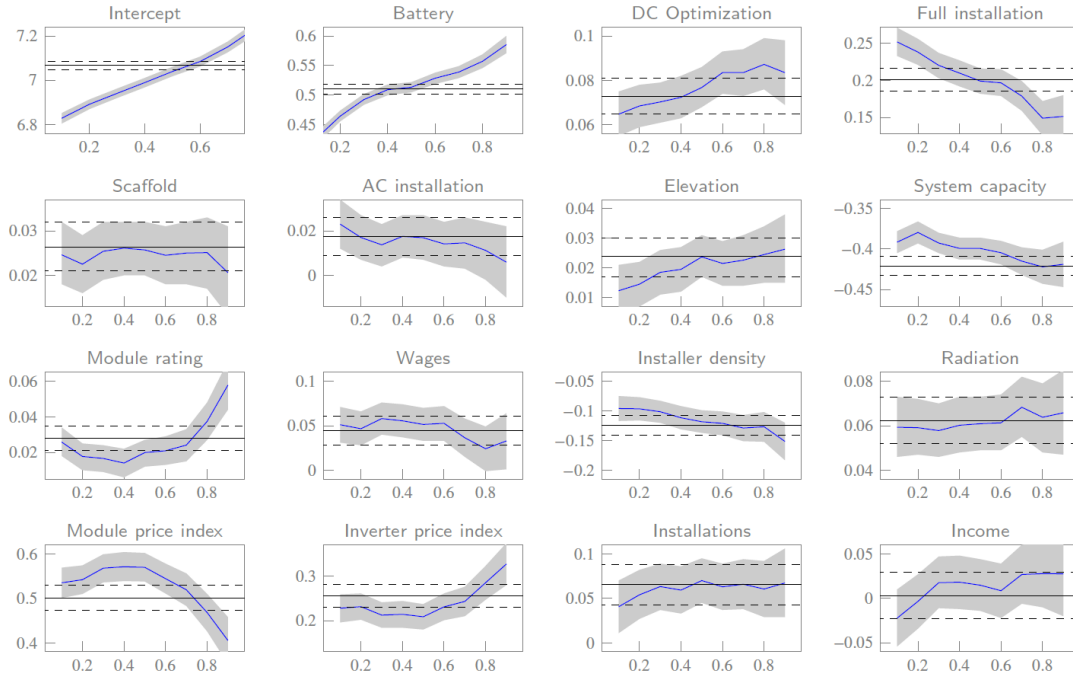 Intercept
Battery
DC Optimization
Full installation
7.2
7
6.8
0.2 0.4 0.6
0.6
0.55
0.5
0.45
0.2 0.4 0.6 0.8
0.1
0.08
0.06
0.2 0.4 0.6 0.8
0.25
0.2
0.15
0.2 0.4 0.6 0.8
Scaffold
AC installation
Elevation
System capacity
0.03
0.02
0.2 0.4 0.6 0.8
0.02
0
0.2 0.4 0.6 0.8
0.04
0.03
0.02
0.01
0.2 0.4 0.6 0.8
−0.35
−0.4
−0.45
0.2 0.4 0.6 0.8
Module rating
Wages
Installer density
Radiation
0.06
0.04
0.02
0.2 0.4 0.6 0.8
0.1
0.05
0
0.2 0.4 0.6 0.8
−0.05
−0.1
−0.15
−0.2
0.2 0.4 0.6 0.8
0.08
0.06
0.04
0.2 0.4 0.6 0.8
Module price index
Inverter price index
Installations
Income
0.6
0.5
0.4
0.2 0.4 0.6 0.8
0.3
0.2
0.2 0.4 0.6 0.8
0.1
0.05
0
0.2 0.4 0.6 0.8
0.05
0
−0.05
0.2 0.4 0.6 0.8